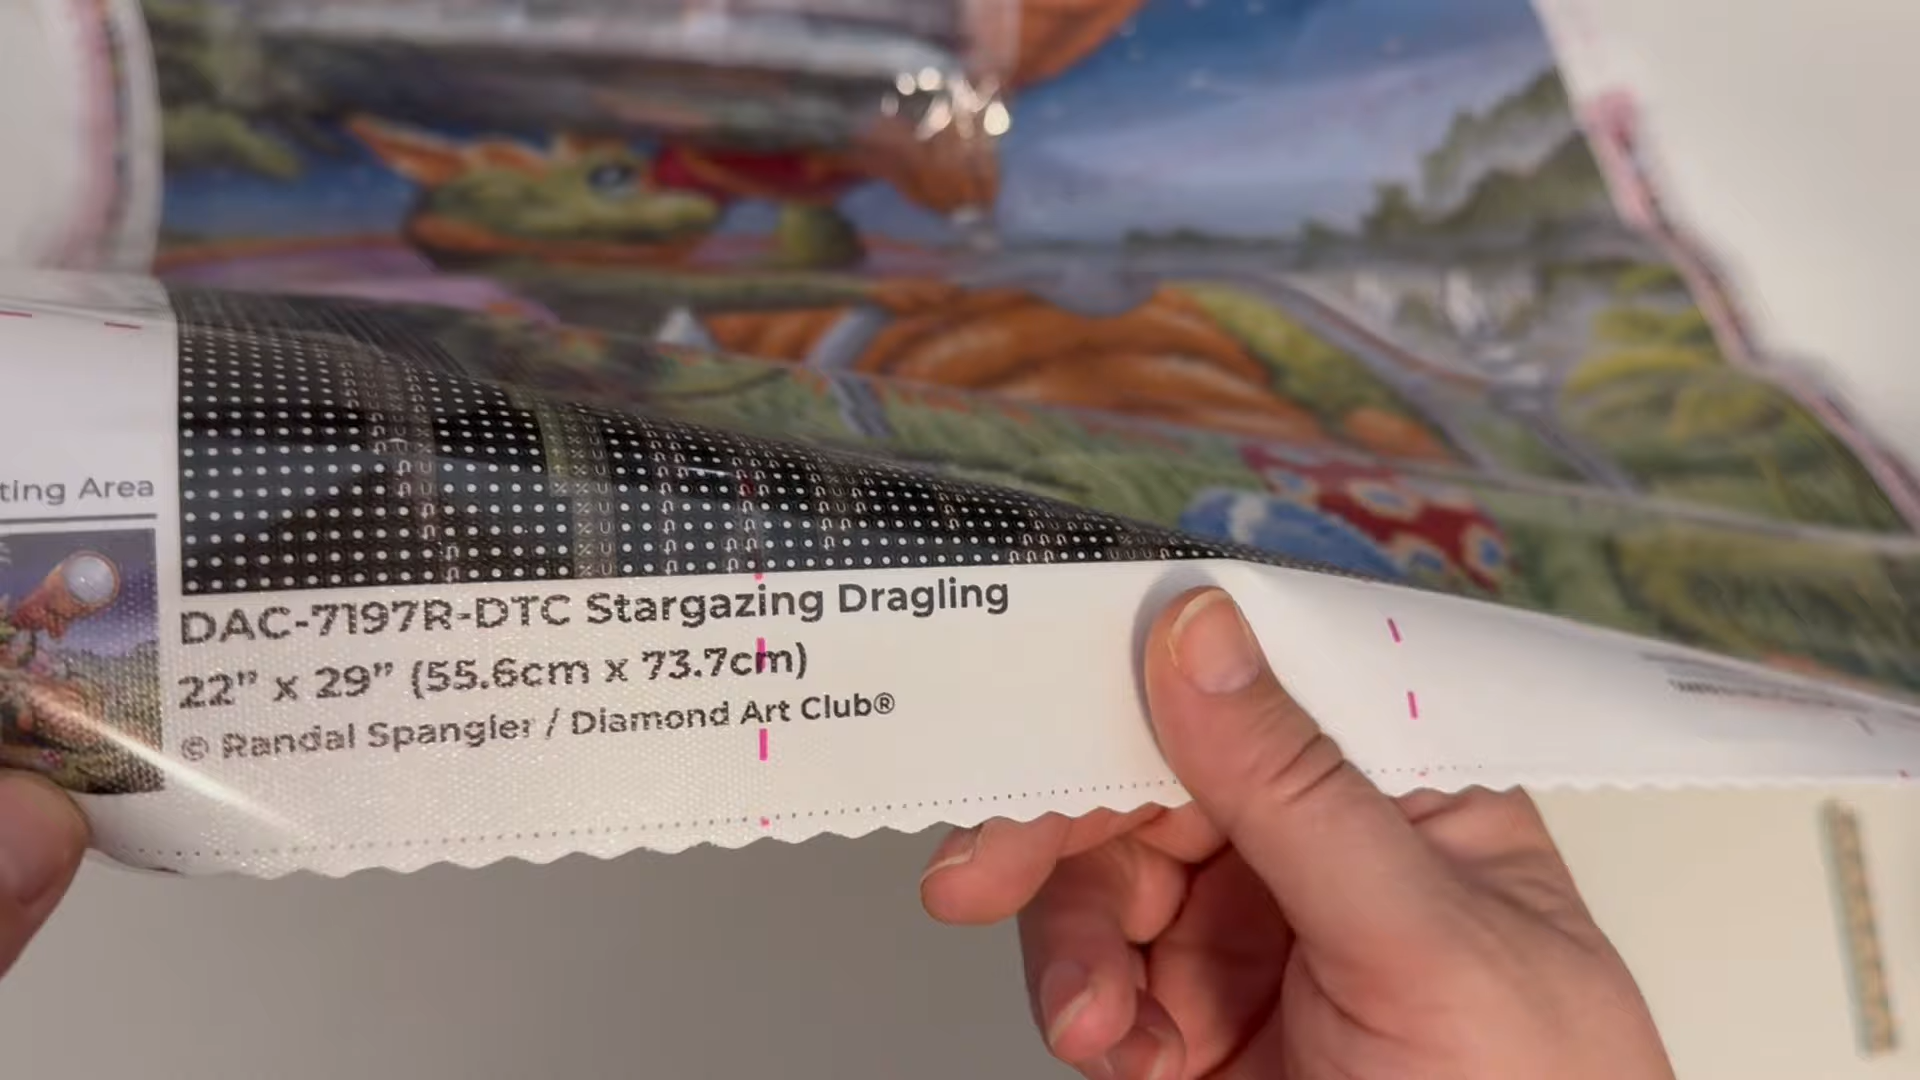 ting Area
DAC-7197R-DTC Stargazing Dragling
22” x 29” (55.6cm x 73.7cm)
© Randal Spangler / Diamond Art Club®